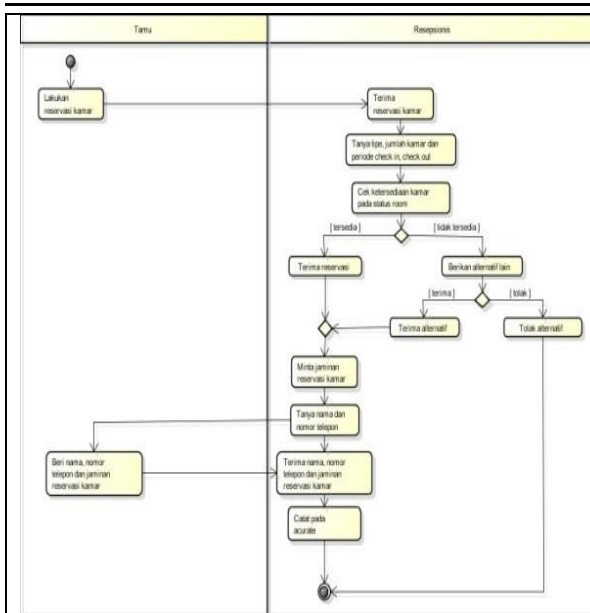 Tamu
Resepsionis
Lakukan
reservasi kamar
Terima
reservasi kamar
Tanya tipe, jumlah kamar dan
periode check in, check out
Cek ketersediaan kamar
pada status room
[ tersedia ]
[ tidak tersedia ]
Terima reservasi
Berikan alternatif lain
[ terima ]
[ tolak ]
Terima alternatif
Tolak alternatif
Minta jaminan
reservasi kamar
Tanya nama dan
nomor telepon
Beri nama, nomor
telepon dan jaminan
reservasi kamar
Terima nama, nomor
telepon dan jaminan
reservasi kamar
Catat pada
acurate